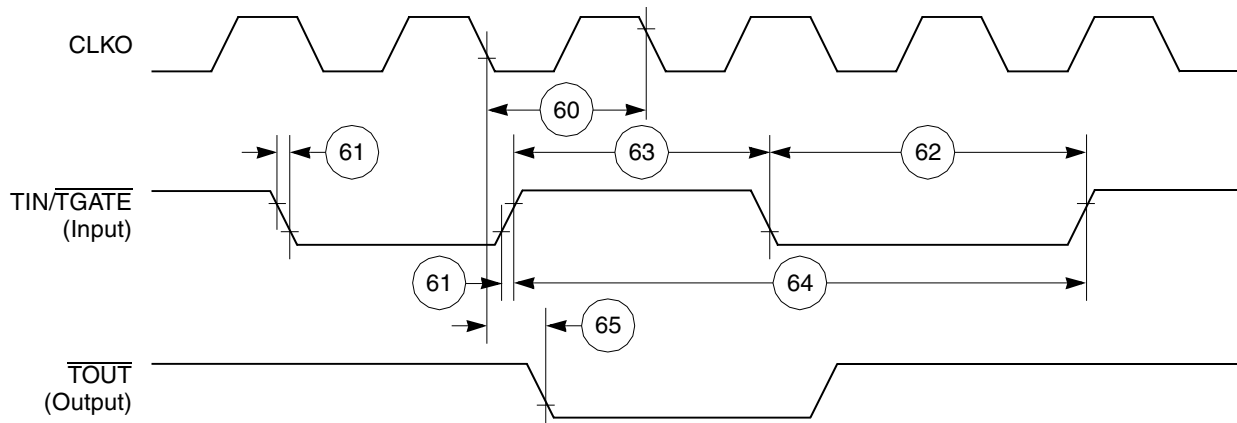 CLKO
60
61
63
62
TIN/TGATE
(Input)
61
64
65
TOUT
(Output)